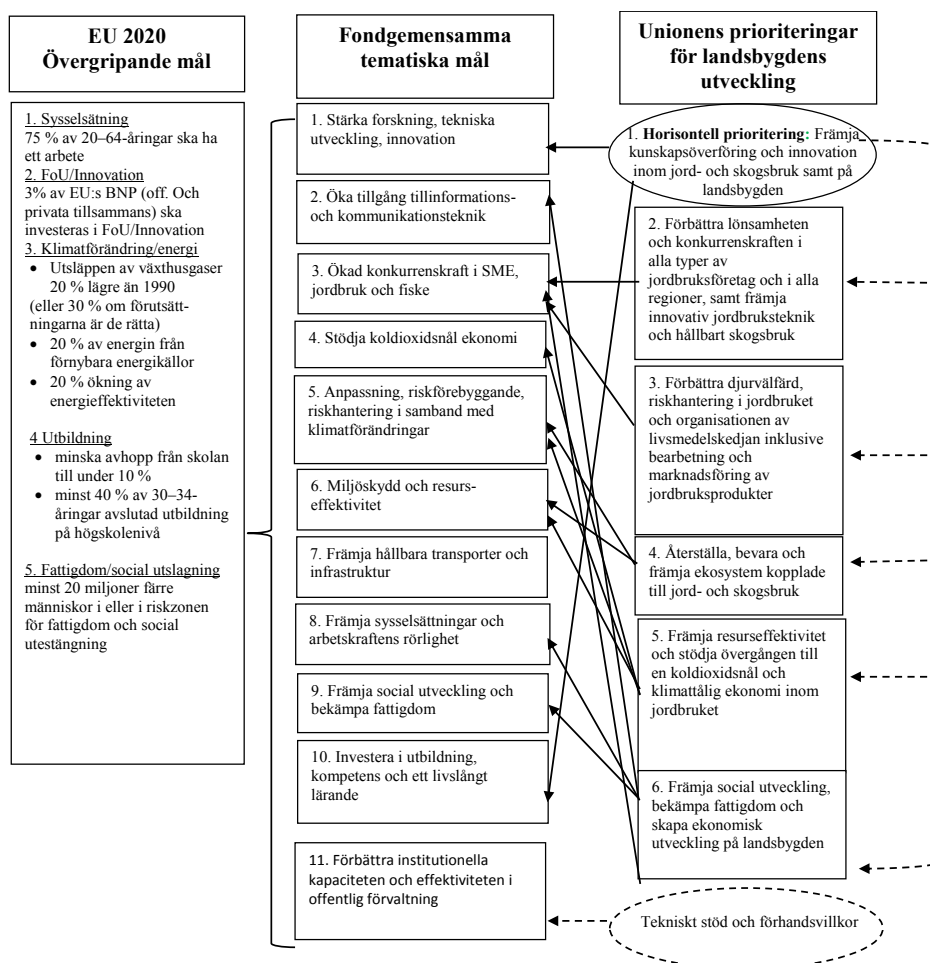 EU 2020
Övergripande mål
1. Sysselsätning
75 % av 20–64-åringar ska ha
ett arbete
2. FoU/Innovation
3% av EU:s BNP (off. Och
privata tillsammans) ska
investeras i FoU/Innovation
3. Klimatförändring/energi
• Utsläppen av växthusgaser
20 % lägre än 1990
(eller 30 % om förutsätt-
ningarna är de rätta)
• 20 % av energin från
förnybara energikällor
• 20 % ökning av
energieffektiviteten
4 Utbildning
• minska avhopp från skolan
till under 10 %
• minst 40 % av 30–34-
åringar avslutad utbildning
på högskolenivå
5. Fattigdom/social utslagning
minst 20 miljoner färre
människor i eller i riskzonen
för fattigdom och social
utestängning
Fondgemensamma
tematiska mål
1. Stärka forskning, tekniska
utveckling, innovation
2. Öka tillgång tillinformations-
och kommunikationsteknik
3. Ökad konkurrenskraft i SME,
jordbruk och fiske
4. Stödja koldioxidsnål ekonomi
5. Anpassning, riskförebyggande,
riskhantering i samband med
klimatförändringar
6. Miljöskydd och resurs-
effektivitet
7. Främja hållbara transporter och
infrastruktur
8. Främja sysselsättningar och
arbetskraftens rörlighet
9. Främja social utveckling och
bekämpa fattigdom
10. Investera i utbildning,
kompetens och ett livslångt
lärande
11. Förbättra institutionella
kapaciteten och effektiviteten i
offentlig förvaltning
Unionens prioriteringar
för landsbygdens
utveckling
1. Horisontell prioritering: Främja
kunskapsöverföring och innovation
inom jord- och skogsbruk samt på
landsbygden
2. Förbättra lönsamheten
och konkurrenskraften i
alla typer av
jordbruksföretag och i alla
regioner, samt främja
innovativ jordbruksteknik
och hållbart skogsbruk
3. Förbättra djurvälfärd,
riskhantering i jordbruket
och organisationen av
livsmedelskedjan inklusive
bearbetning och
marknadsföring av
jordbruksprodukter
4. Återställa, bevara och
främja ekosystem kopplade
till jord- och skogsbruk
5. Främja resurseffektivitet
och stödja övergången till
en koldioxidsnål och
klimattålig ekonomi inom
jordbruket
6. Främja social utveckling,
bekämpa fattigdom och
skapa ekonomisk
utveckling på landsbygden
Tekniskt stöd och förhandsvillkor